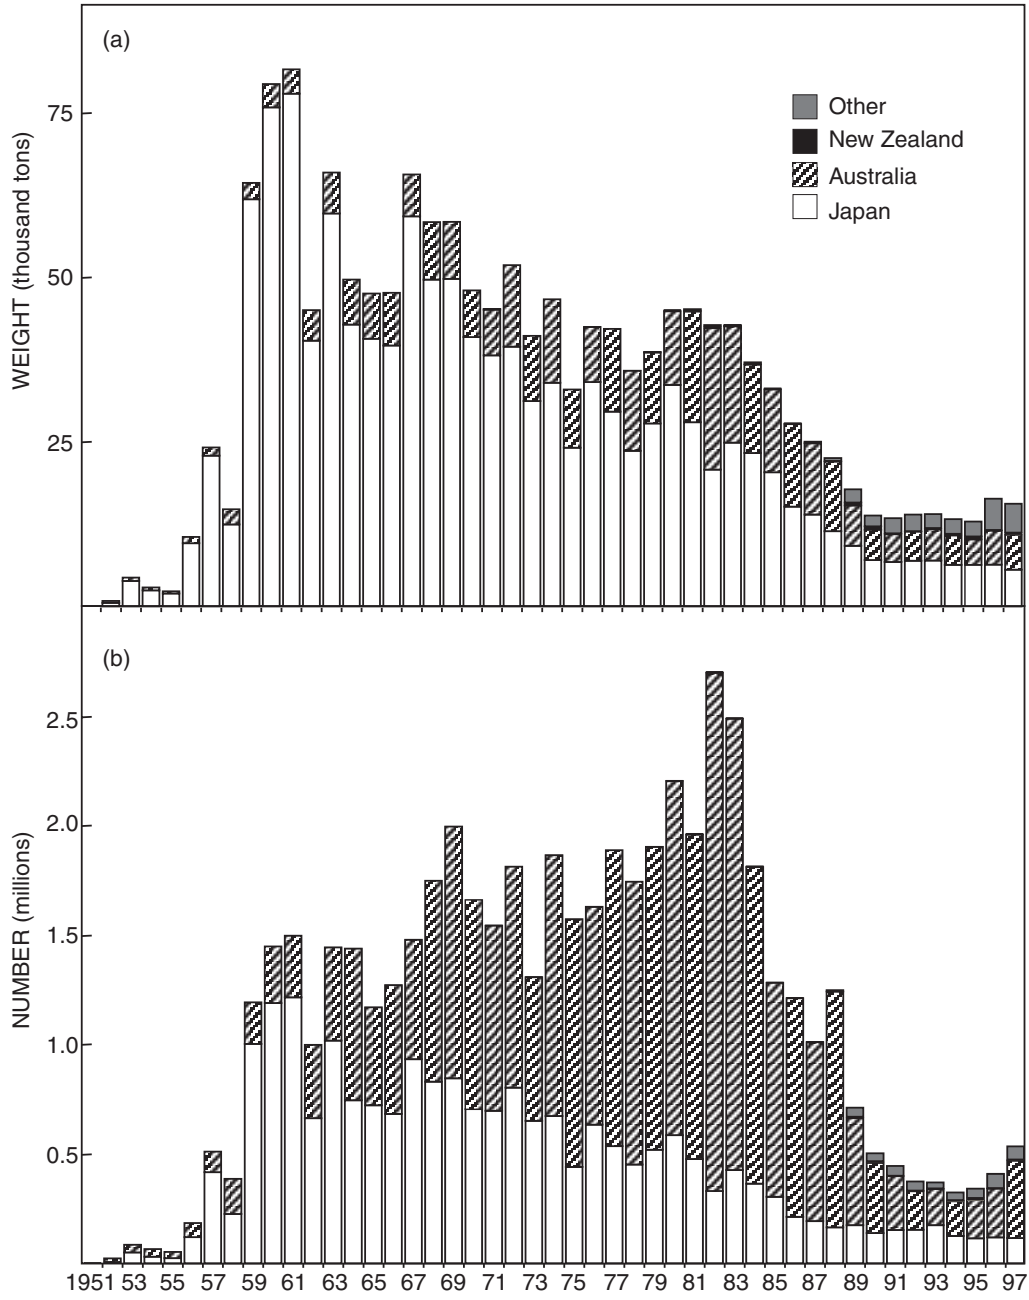 (a)
75
50
25
WEIGHT (thousand tons)
Other
New Zealand
Australia
Japan
(b)
2.5
2.0
1.5
1.0
0.5
NUMBER (millions)
1951 53 55 57 59 61 63 65 67 69 71 73 75 77 79 81 83 85 87 89 91 93 95 97